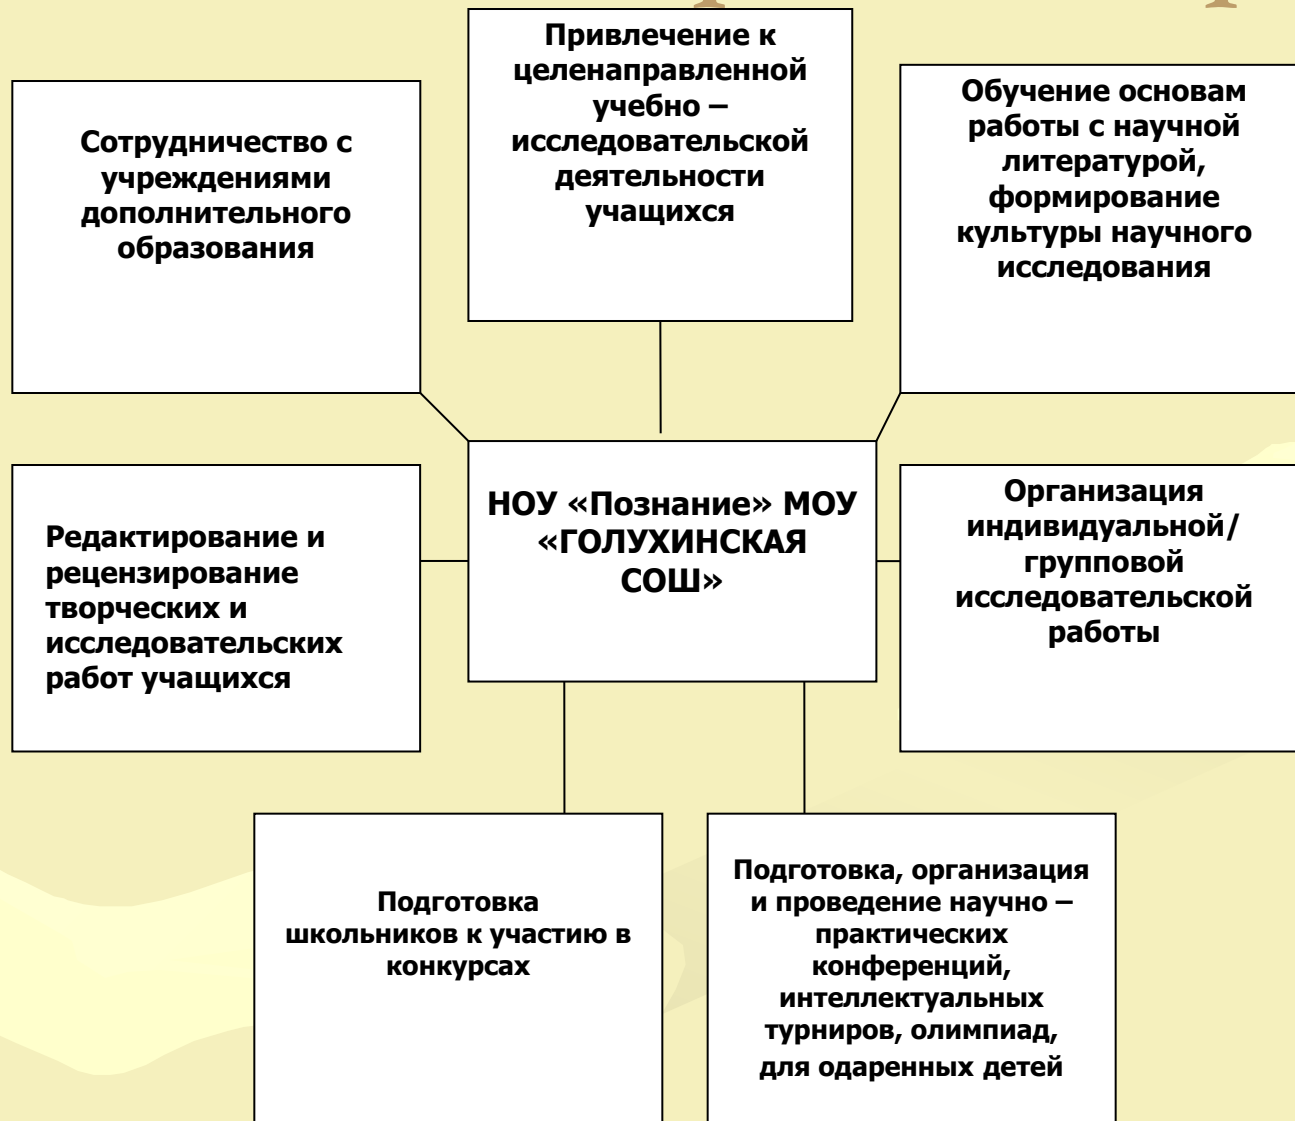 Привлечение к
целенаправленной
учебно –
исследовательской
деятельности
учащихся
Сотрудничество с
учреждениями
дополнительного
образования
Обучение основам
работы с научной
литературой,
формирование
культуры научного
исследования
НОУ «Познание» МОУ
«ГОЛУХИНСКАЯ
СОШ»
Редактирование и
рецензирование
творческих и
исследовательских
работ учащихся
Организация
индивидуальной/
групповой
исследовательской
работы
Подготовка
школьников к участию в
конкурсах
Подготовка, организация
и проведение научно –
практических
конференций,
интеллектуальных
турниров, олимпиад,
для одаренных детей